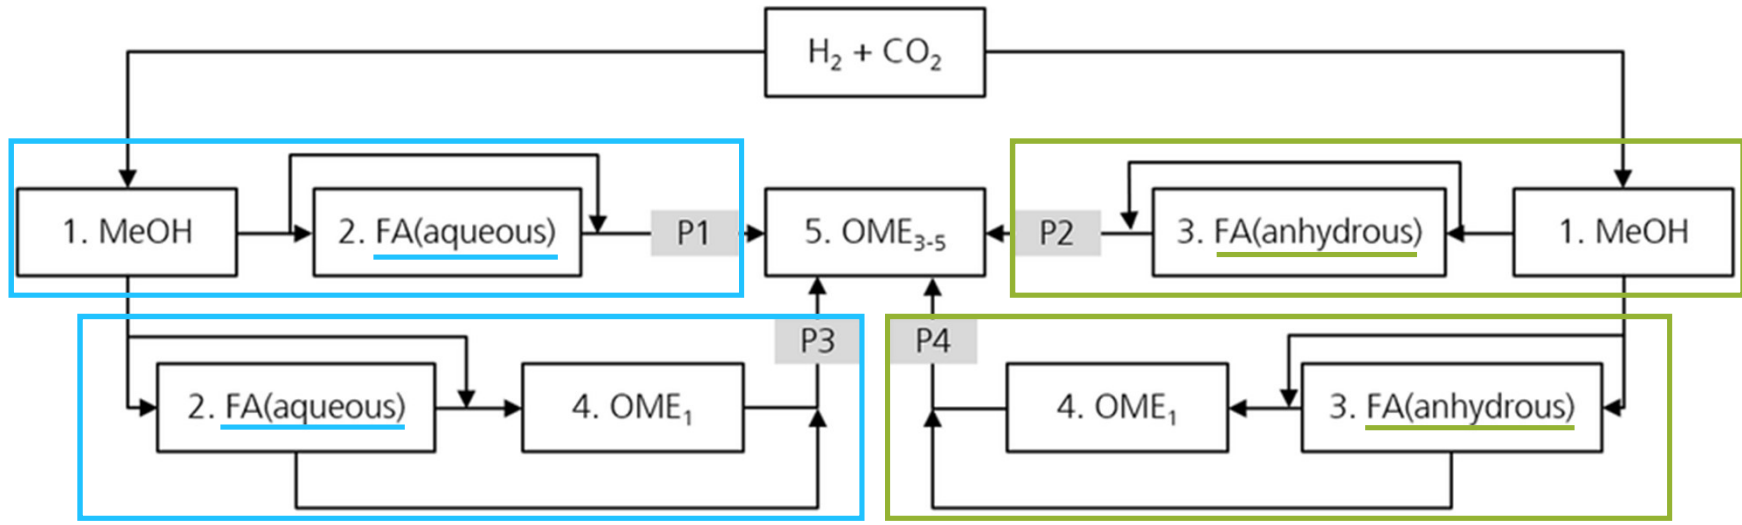 H₂ + CO₂
1. MeOH
2. FA(aqueous)
P1
5. OME₃₋₅
P2
3. FA(anhydrous)
1. MeOH
P3
P4
2. FA(aqueous)
4. OME₁
4. OME₁
3. FA(anhydrous)